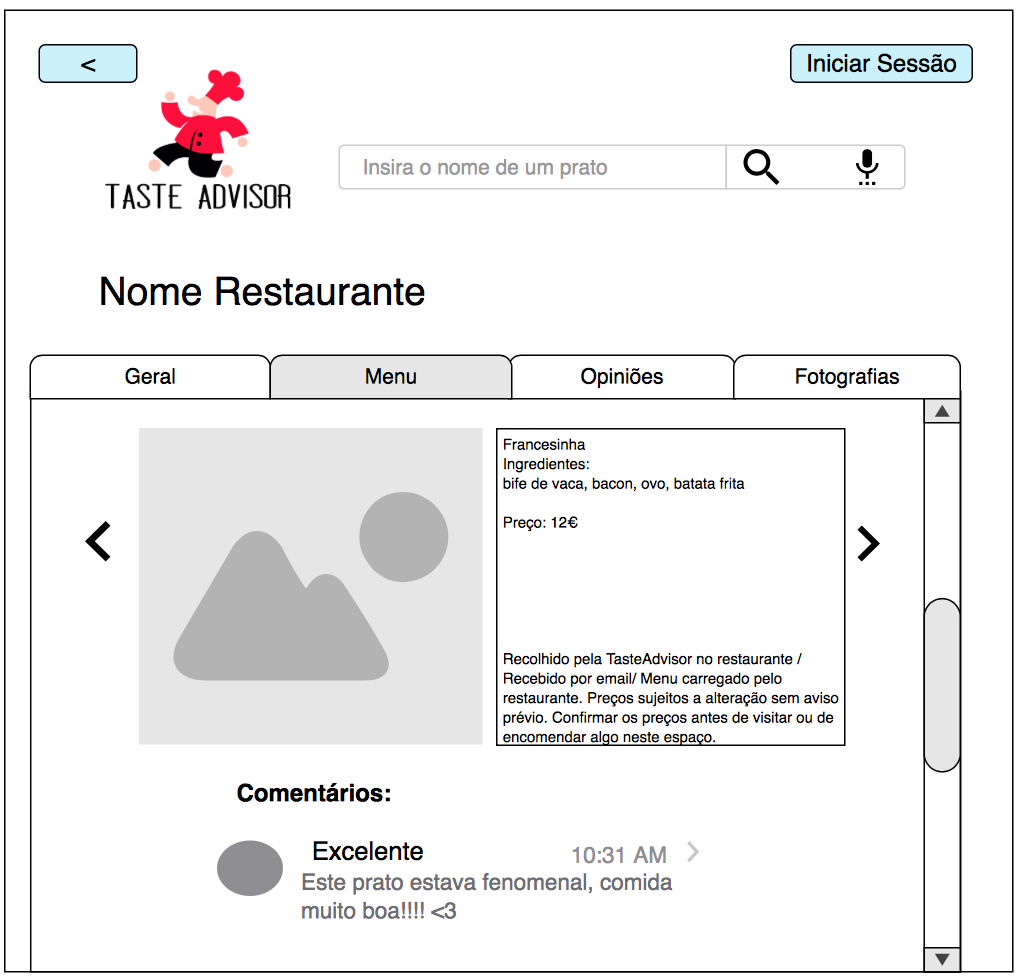 <
Iniciar Sessão
TASTE ADVISOR
Insira o nome de um prato
Nome Restaurante
Geral
Menu
Opiniões
Fotografias
Francesinha
Ingredientes:
bife de vaca, bacon, ovo, batata frita
Preço: 12€
Recolhido pela TasteAdvisor no restaurante /
Recebido por email/ Menu carregado pelo
restaurante. Preços sujeitos a alteração sem aviso
prévio. Confirmar os preços antes de visitar ou de
encomendar algo neste espaço.
Comentários:
Excelente
10:31 AM
Este prato estava fenomenal, comida
muito boa!!!! <3